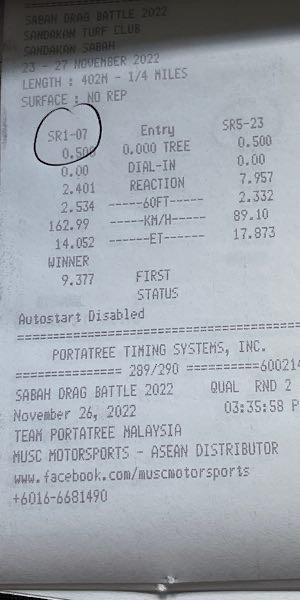 SABAH DRAG BATTLE 2022
SANDAKAN TURF CLUB
SANDAKAN SABAH
23 - 27 NOVEMBER 2022
LENGTH : 402M - 1/4 MILES
SURFACE : NO REP
SR1-07 Entry SR5-23
0.500 0.000 TREE 0.500
0.00 DIAL-IN 0.00
2.401 REACTION 7.957
2.534 -----60FT----- 2.332
162.99 -----KM/H----- 89.10
14.052 ------ET------ 17.873
WINNER
9.377 FIRST
STATUS
Autostart Disabled
PORTATREE TIMING SYSTEMS, INC.
=============== 289/290 ==========600214
SABAH DRAG BATTLE 2022 QUAL RND 2
November 26, 2022 03:35:58 P
TEAM PORTATREE MALAYSIA
MUSC MOTORSPORTS - ASEAN DISTRIBUTOR
www.facebook.com/muscmotorsports
+6016-6681490